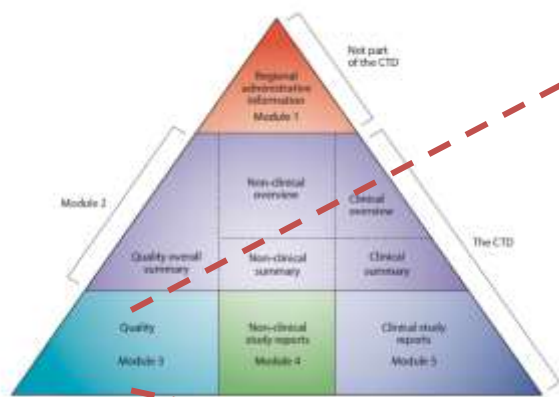 Not part
of the CTD
Regional
administrative
information
Module 1
Module 2
Non-clinical
overview
Clinical
overview
The CTD
Quality overall
summary
Non-clinical
summary
Clinical
summary
Quality
Module 3
Non-clinical
study reports
Module 4
Clinical study
reports
Module 5